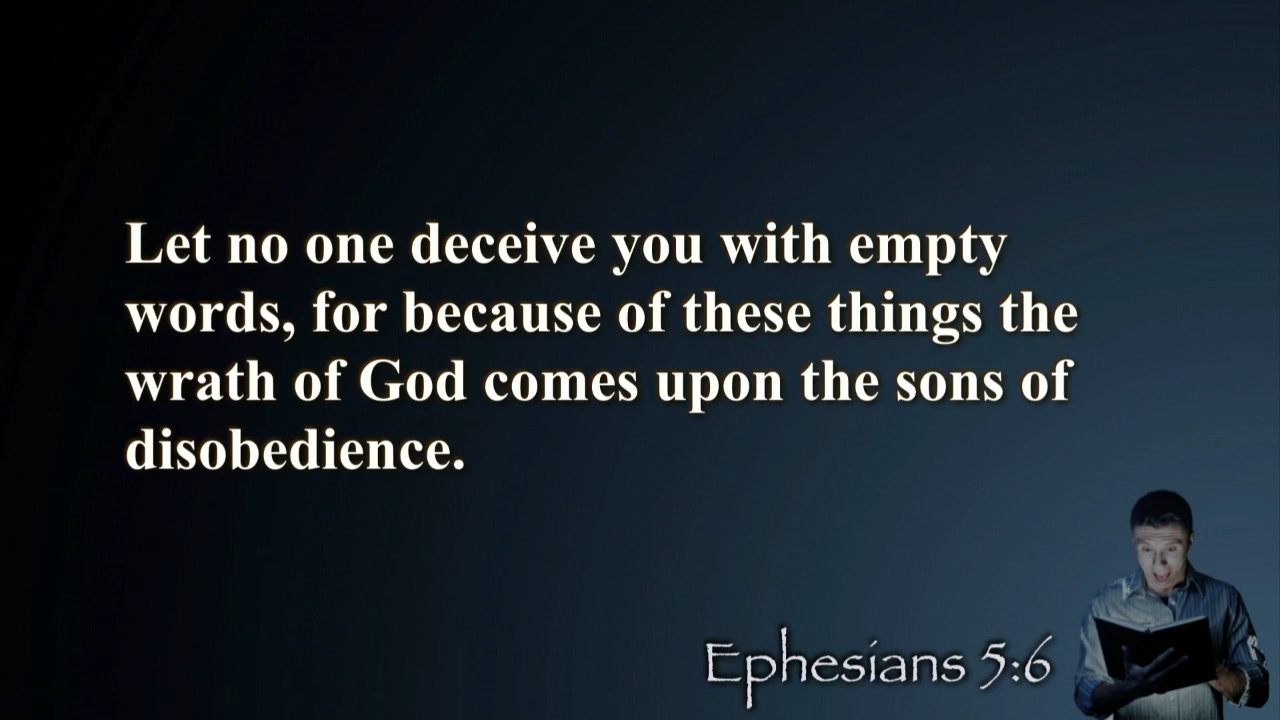 Let no one deceive you with empty
words, for because of these things the
wrath of God comes upon the sons of
disobedience.
Ephesians 5:6